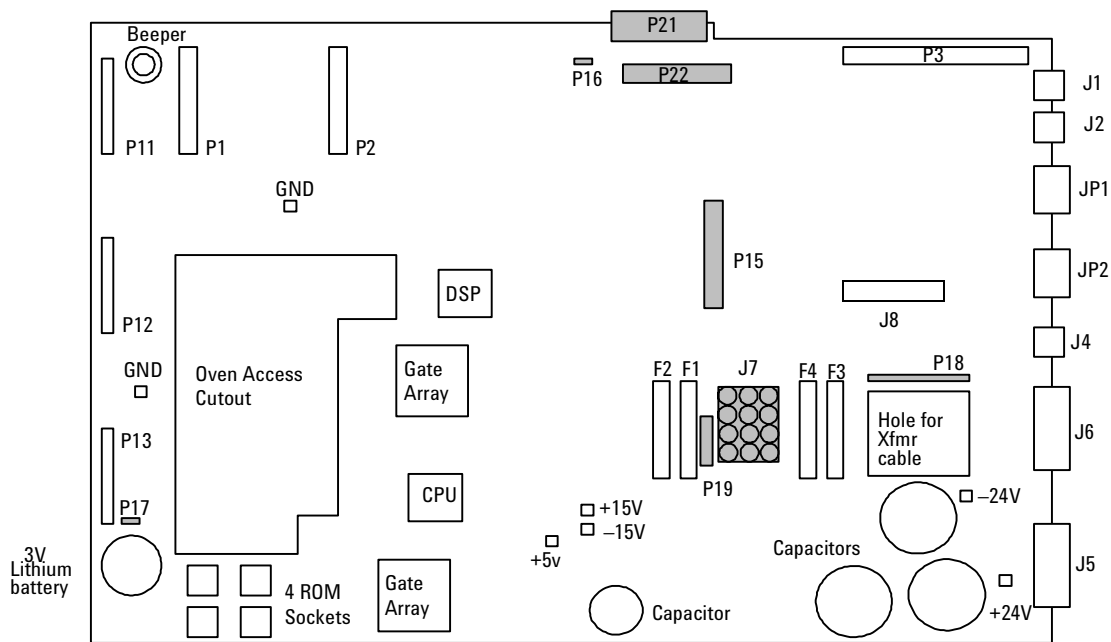 Beeper
P21
P3
P16
P22
J1
J2
P11
P1
P2
GND
JP1
P15
JP2
DSP
J8
P12
J4
GND
Oven Access
Cutout
Gate
Array
F2
F1
J7
F4
F3
P18
Hole for
Xfmr
cable
J6
P13
P19
CPU
P17
+15V
–15V
–24V
+5v
3V
Lithium
battery
Capacitors
J5
4 ROM
Sockets
Gate
Array
Capacitor
+24V